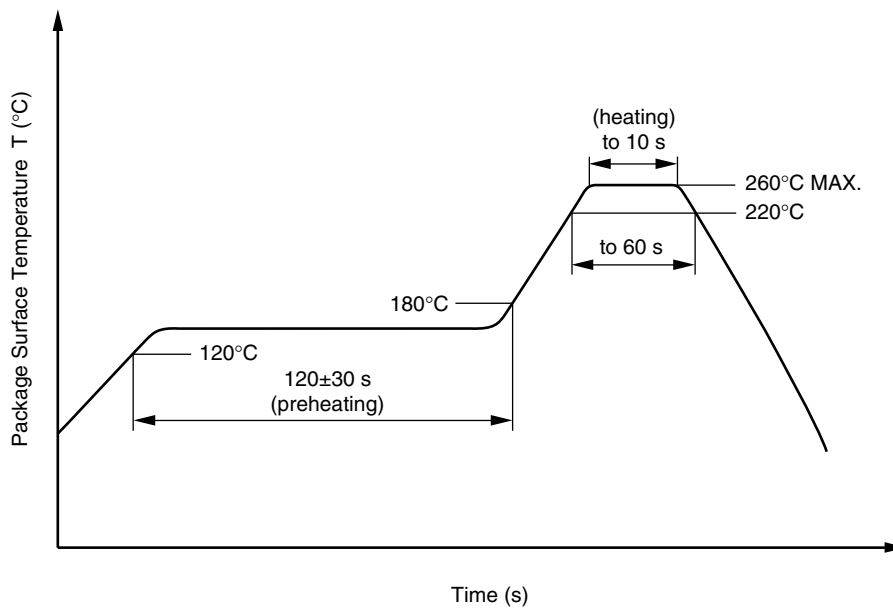 Package Surface Temperature T (°C)
(heating)
to 10 s
260°C MAX.
220°C
to 60 s
180°C
120°C
120±30 s
(preheating)
Time (s)